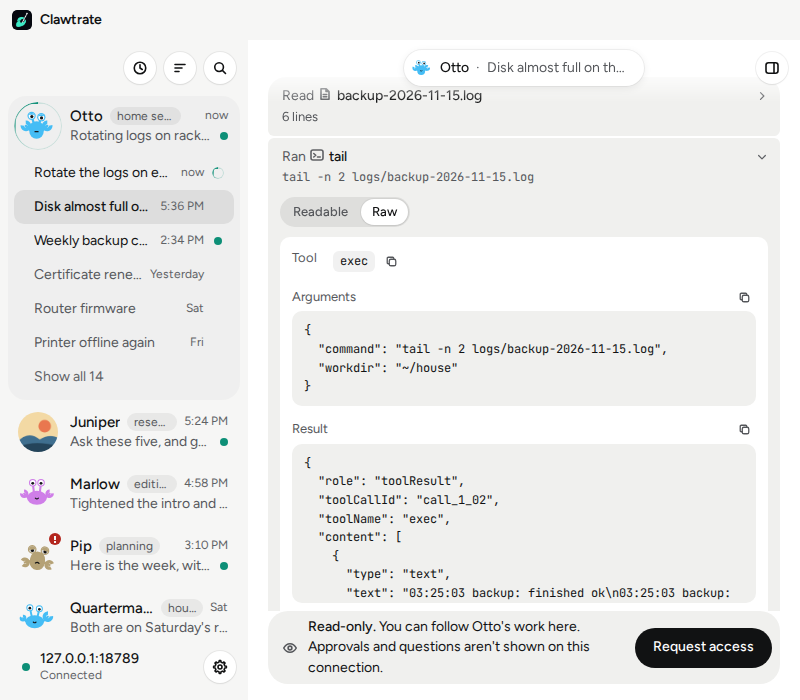 Clawtrate
Otto home se... now
Rotating logs on rack...
Rotate the logs on e... now
Disk almost full o... 5:36 PM
Weekly backup c... 2:34 PM
Certificate rene... Yesterday
Router firmware Sat
Printer offline again Fri
Show all 14
Juniper rese... 5:24 PM
Ask these five, and g...
Marlow editi... 4:58 PM
Tightened the intro and ...
Pip planning 3:10 PM
Here is the week, wit...
Quarterma... hou... Sat
Both are on Saturday's r...
127.0.0.1:18789
Connected
Otto · Disk almost full on th...
Read backup-2026-11-15.log
6 lines
Ran tail
tail -n 2 logs/backup-2026-11-15.log
Readable Raw
Tool exec
Arguments
{
"command": "tail -n 2 logs/backup-2026-11-15.log",
"workdir": "~/house"
}
Result
{
"role": "toolResult",
"toolCallId": "call_1_02",
"toolName": "exec",
"content": [
{
"type": "text",
"text": "03:25:03 backup: finished ok\n03:25:03 backup:
Read-only. You can follow Otto's work here.
Approvals and questions aren't shown on this
connection.
Request access